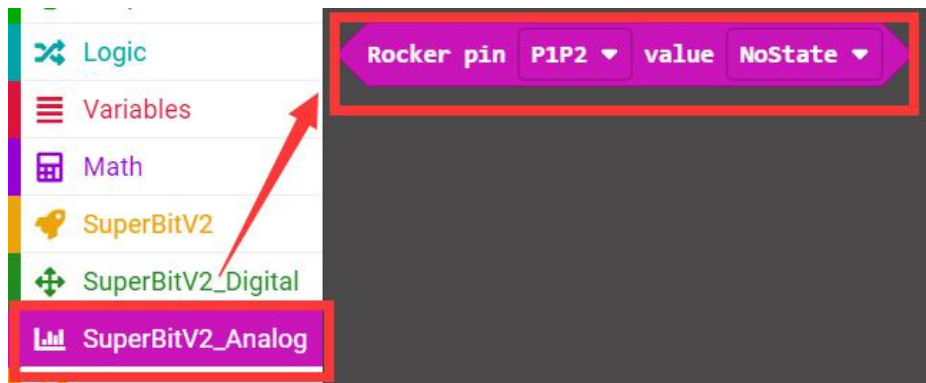 Logic
Variables
Math
SuperBitV2
SuperBitV2_Digital
SuperBitV2_Analog
Rocker pin P1P2 value NoState